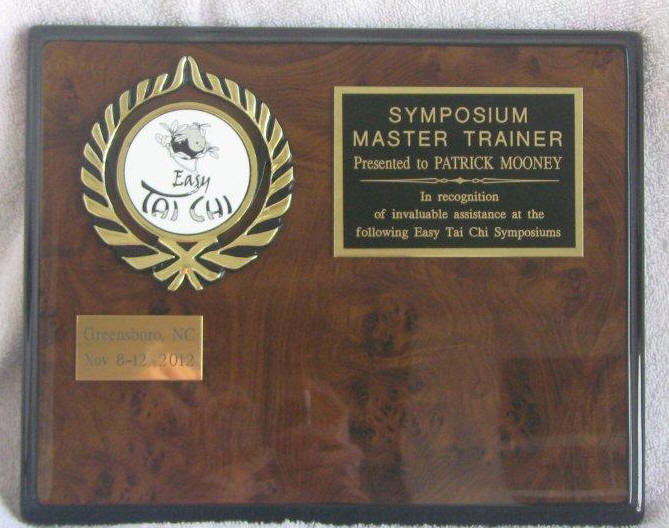 Easy
TAI CHI
SYMPOSIUM
MASTER TRAINER
Presented to PATRICK MOONEY
In recognition
of invaluable assistance at the
following Easy Tai Chi Symposiums
Greensboro, NC
Nov 8-12, 2012